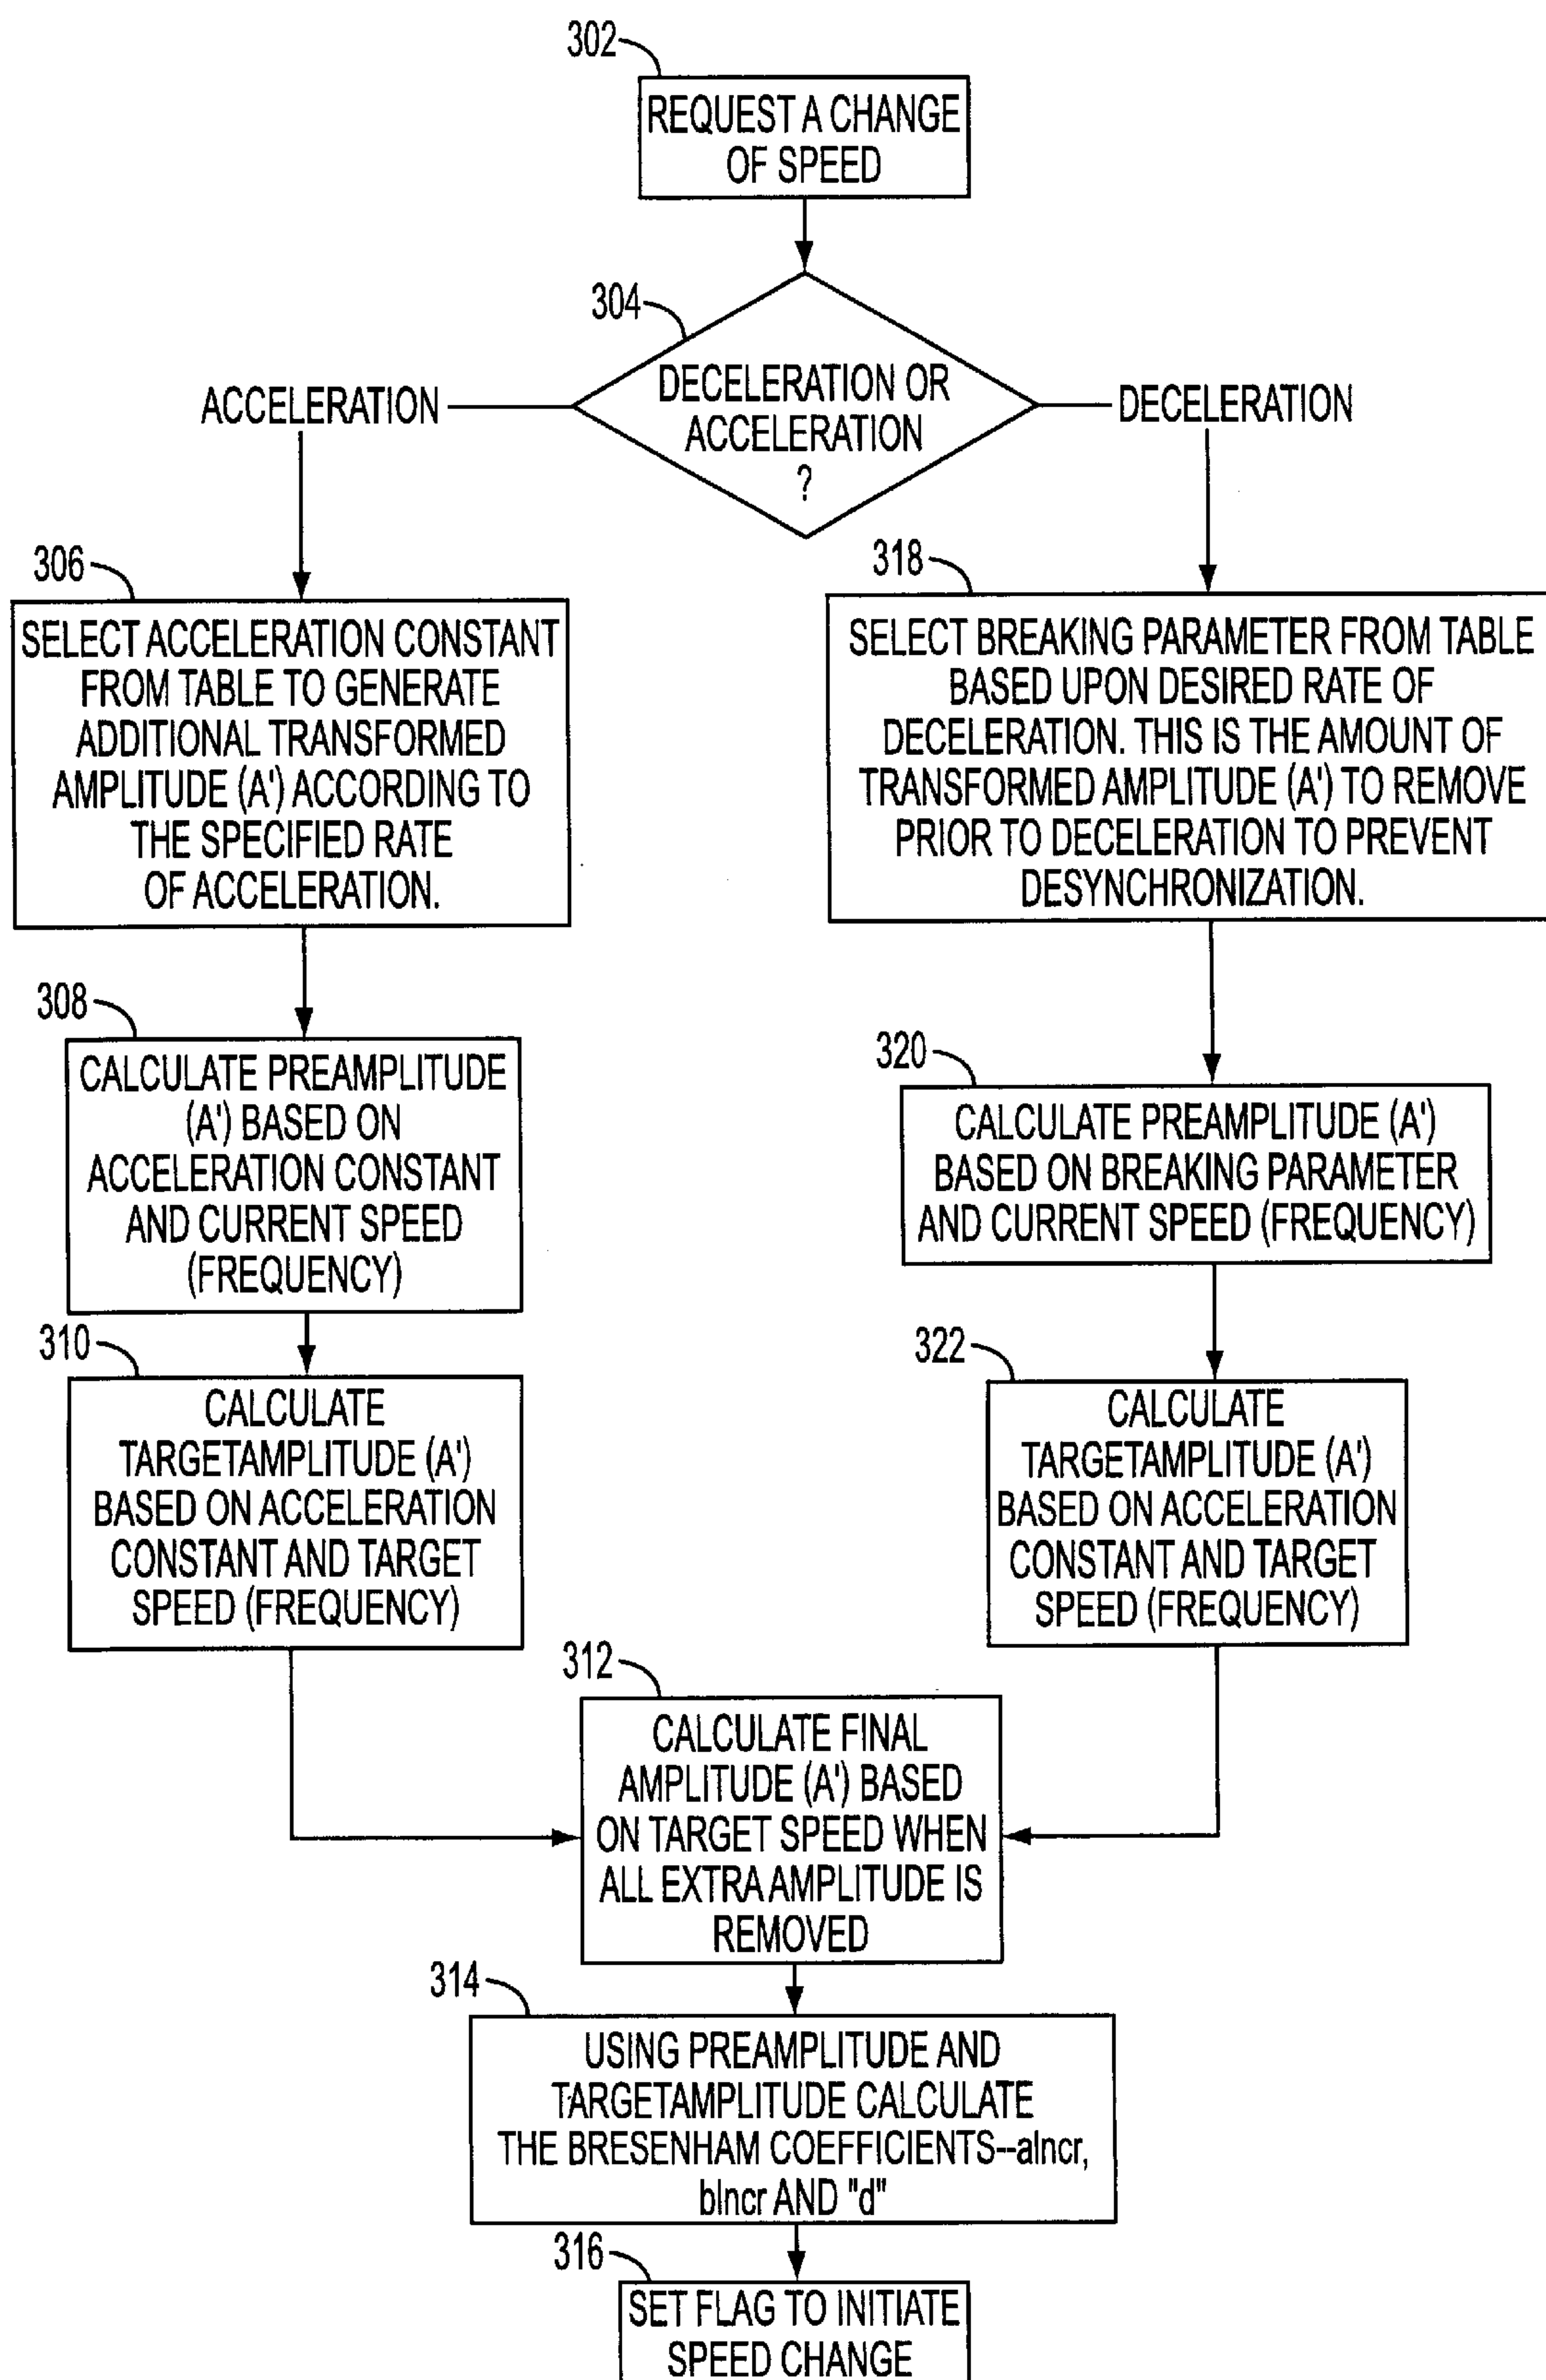 302
REQUEST A CHANGE
OF SPEED
304
DECELERATION OR
ACCELERATION
?
ACCELERATION
DECELERATION
306
SELECT ACCELERATION CONSTANT
FROM TABLE TO GENERATE
ADDITIONAL TRANSFORMED
AMPLITUDE (A') ACCORDING TO
THE SPECIFIED RATE
OF ACCELERATION.
308
CALCULATE PREAMPLITUDE
(A') BASED ON
ACCELERATION CONSTANT
AND CURRENT SPEED
(FREQUENCY)
310
CALCULATE
TARGETAMPLITUDE (A')
BASED ON ACCELERATION
CONSTANT AND TARGET
SPEED (FREQUENCY)
318
SELECT BREAKING PARAMETER FROM TABLE
BASED UPON DESIRED RATE OF
DECELERATION. THIS IS THE AMOUNT OF
TRANSFORMED AMPLITUDE (A') TO REMOVE
PRIOR TO DECELERATION TO PREVENT
DESYNCHRONIZATION.
320
CALCULATE PREAMPLITUDE (A')
BASED ON BREAKING PARAMETER
AND CURRENT SPEED (FREQUENCY)
322
CALCULATE
TARGETAMPLITUDE (A')
BASED ON ACCELERATION
CONSTANT AND TARGET
SPEED (FREQUENCY)
312
CALCULATE FINAL
AMPLITUDE (A') BASED
ON TARGET SPEED WHEN
ALL EXTRA AMPLITUDE IS
REMOVED
314
USING PREAMPLITUDE AND
TARGETAMPLITUDE CALCULATE
THE BRESENHAM COEFFICIENTS--aIncr,
bIncr AND "d"
316
SET FLAG TO INITIATE
SPEED CHANGE